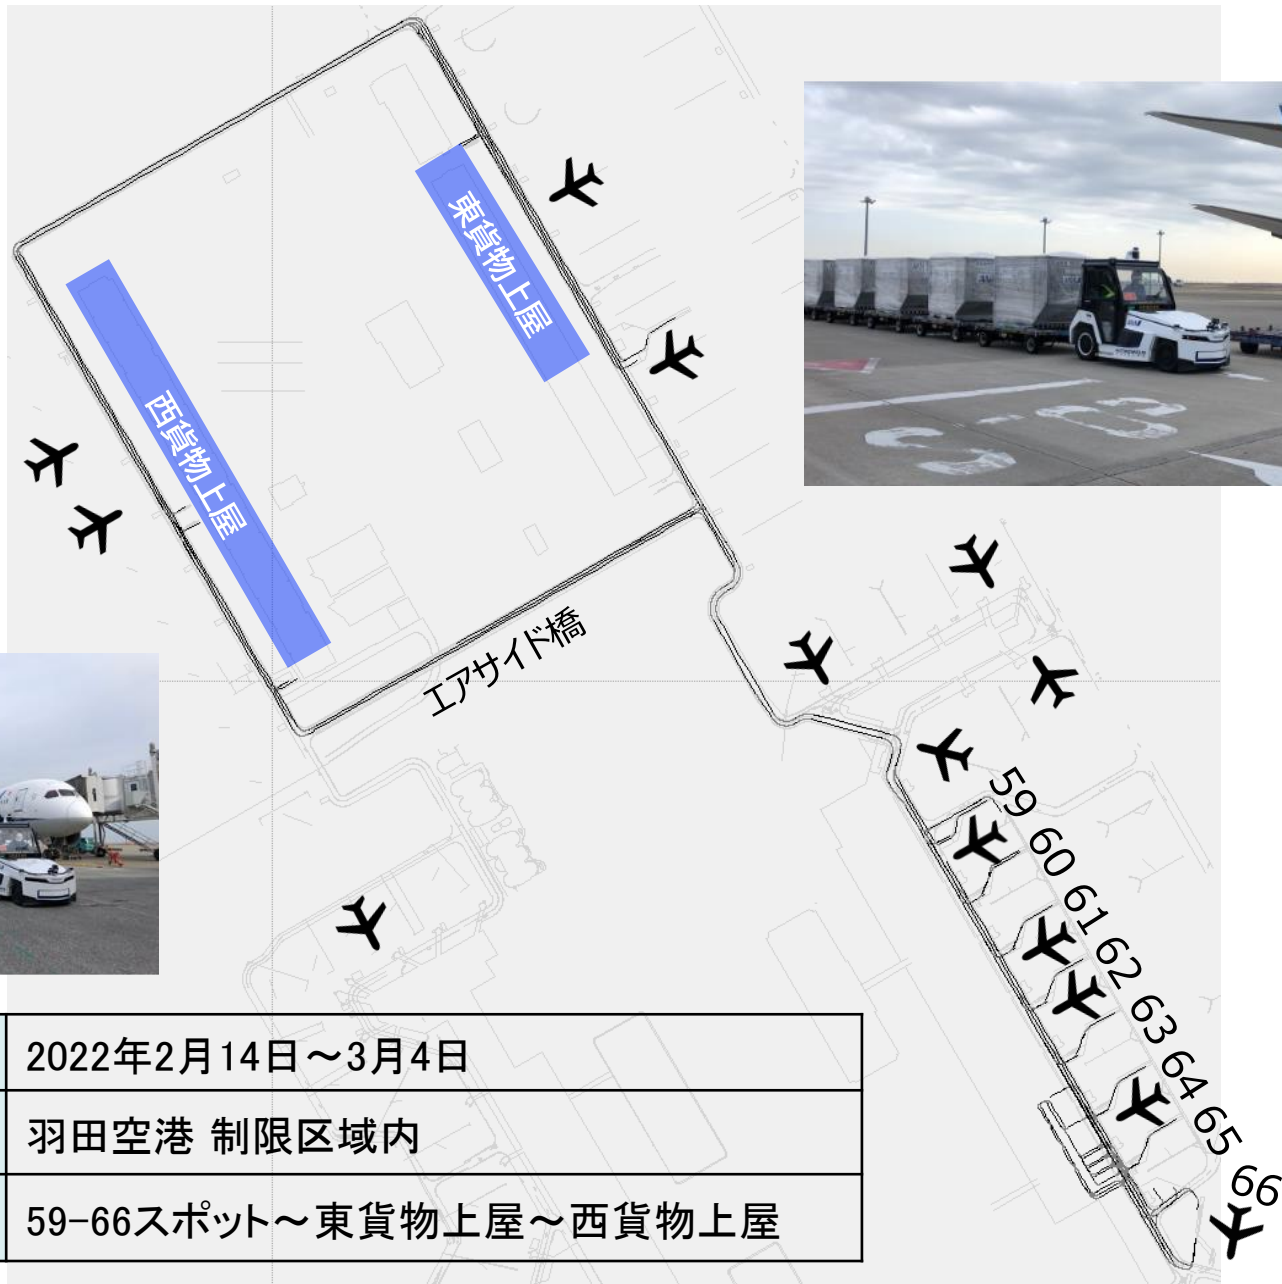 東貨物上屋
西貨物上屋
エアサイド橋
59 60 61 62 63 64 65 66
2022年2月14日～3月4日
羽田空港 制限区域内
59-66スポット～東貨物上屋～西貨物上屋